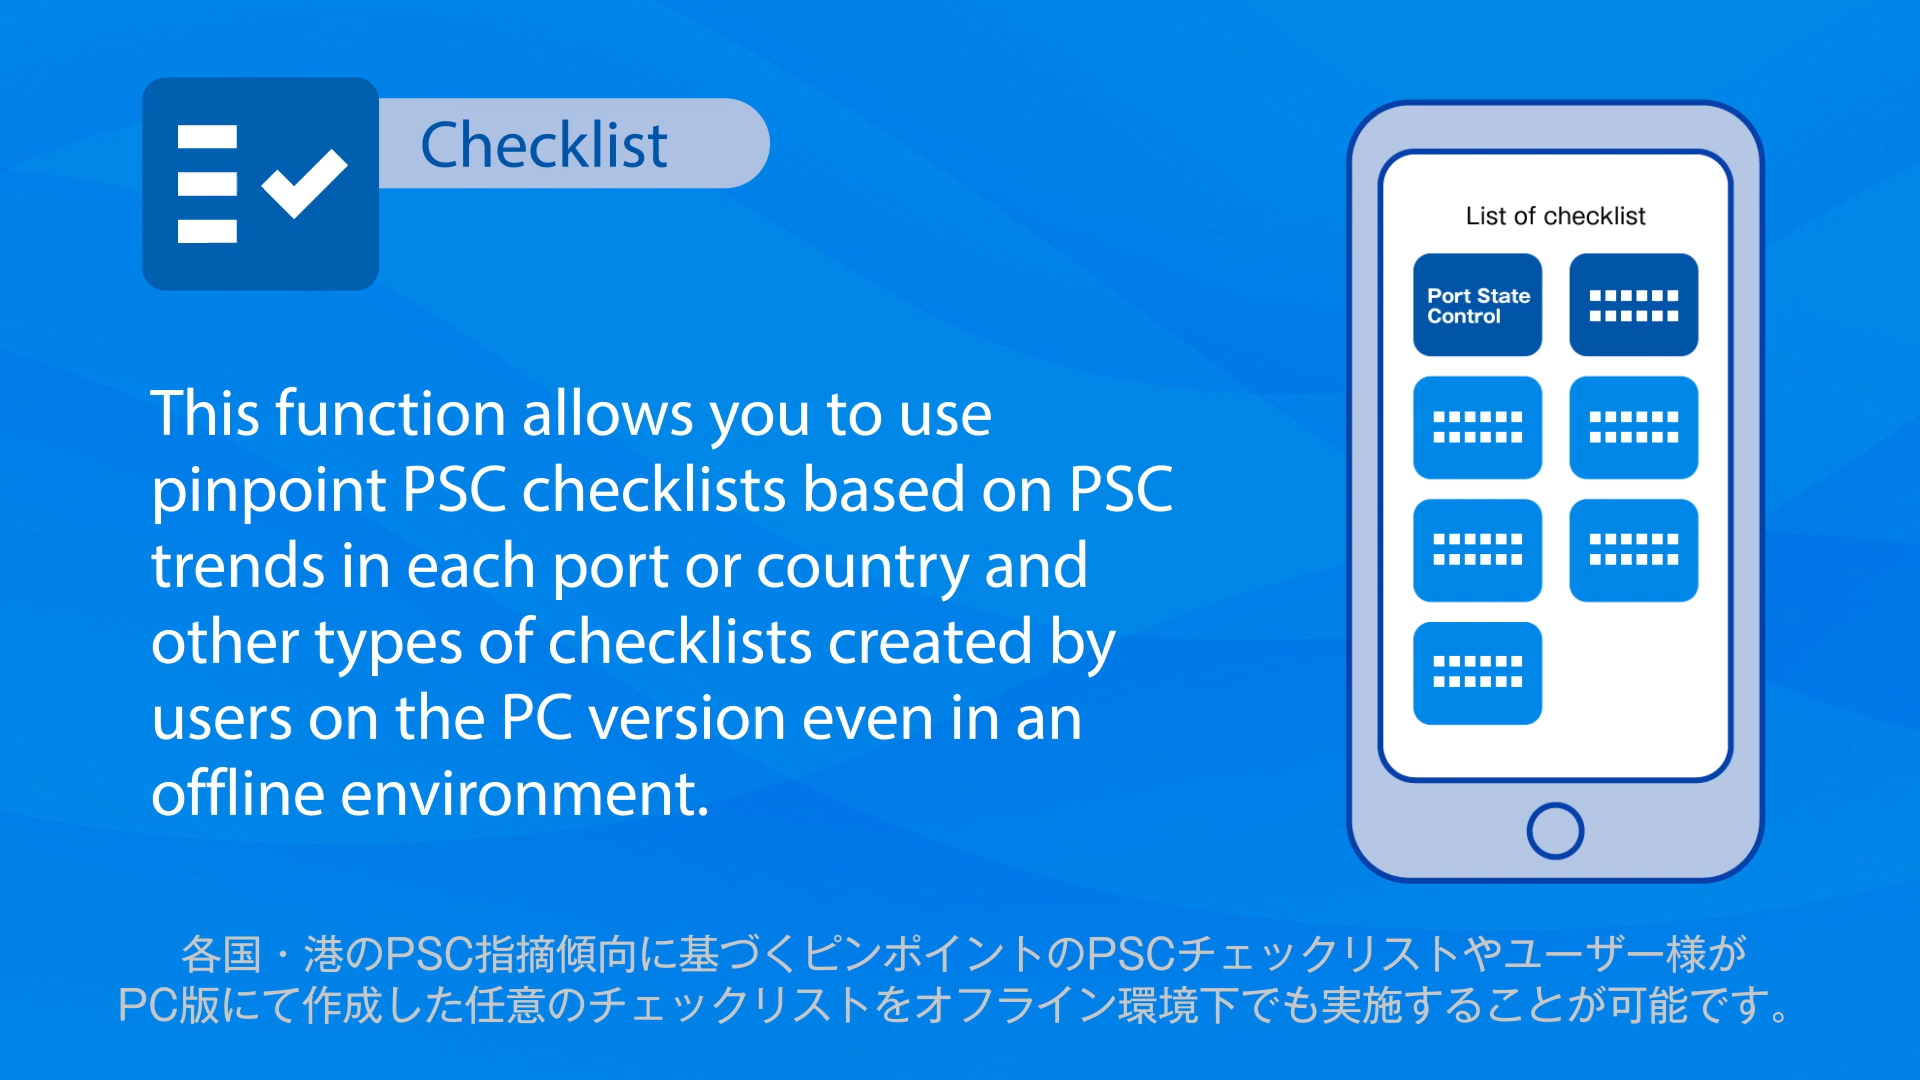 Checklist
This function allows you to use
pinpoint PSC checklists based on PSC
trends in each port or country and
other types of checklists created by
users on the PC version even in an
offline environment.
List of checklist
Port State
Control
各国・港のPSC指摘傾向に基づくピンポイントのPSCチェックリストやユーザー様が
PC版にて作成した任意のチェックリストをオフライン環境下でも実施することが可能です。